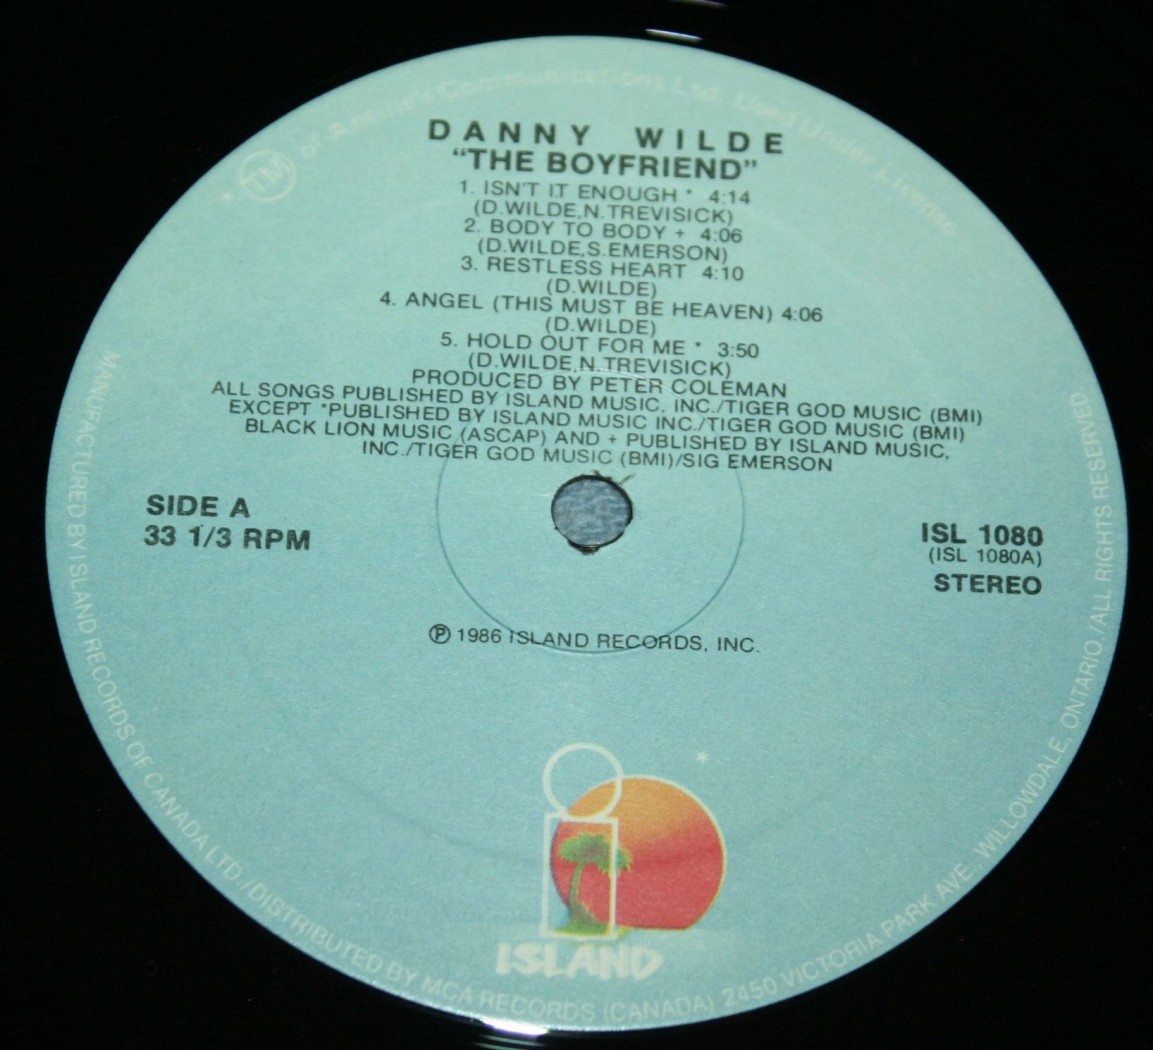 TM of Ansilie's Communications Ltd. Used Under License
DANNY WILDE
"THE BOYFRIEND"
1. ISN'T IT ENOUGH * 4:14
(D.WILDE,N.TREVISICK)
2. BODY TO BODY + 4:06
(D.WILDE,S.EMERSON)
3. RESTLESS HEART 4:10
(D.WILDE)
4. ANGEL (THIS MUST BE HEAVEN) 4:06
(D.WILDE)
5. HOLD OUT FOR ME * 3:50
(D.WILDE,N.TREVISICK)
PRODUCED BY PETER COLEMAN
ALL SONGS PUBLISHED BY ISLAND MUSIC, INC./TIGER GOD MUSIC (BMI)
EXCEPT *PUBLISHED BY ISLAND MUSIC INC./TIGER GOD MUSIC (BMI)
BLACK LION MUSIC (ASCAP) AND + PUBLISHED BY ISLAND MUSIC,
INC./TIGER GOD MUSIC (BMI)/SIG EMERSON
SIDE A
33 1/3 RPM
ISL 1080
(ISL 1080A)
STEREO
℗ 1986 ISLAND RECORDS, INC.
*
ISLAND
MANUFACTURED BY ISLAND RECORDS OF CANADA LTD./DISTRIBUTED BY MCA RECORDS (CANADA) 2450 VICTORIA PARK AVE., WILLOWDALE, ONTARIO/ALL RIGHTS RESERVED